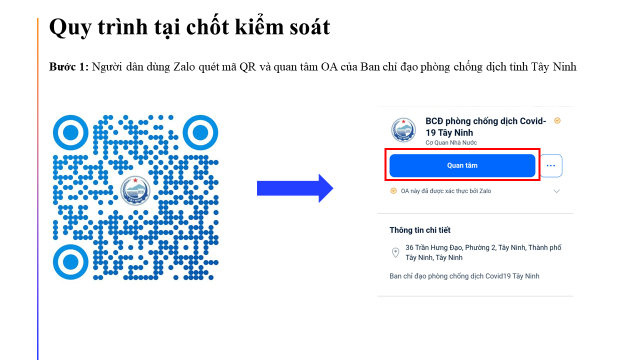 Quy trình tại chốt kiểm soát
Bước 1: Người dân dùng Zalo quét mã QR và quan tâm OA của Ban chỉ đạo phòng chống dịch tỉnh Tây Ninh
BCĐ phòng chống dịch Covid-
19 Tây Ninh
Cơ Quan Nhà Nước
Quan tâm
OA này đã được xác thực bởi Zalo
Thông tin chi tiết
36 Trần Hưng Đạo, Phường 2, Tây Ninh, Thành phố
Tây Ninh, Tây Ninh
Ban chỉ đạo phòng chống dịch Covid19 Tây Ninh